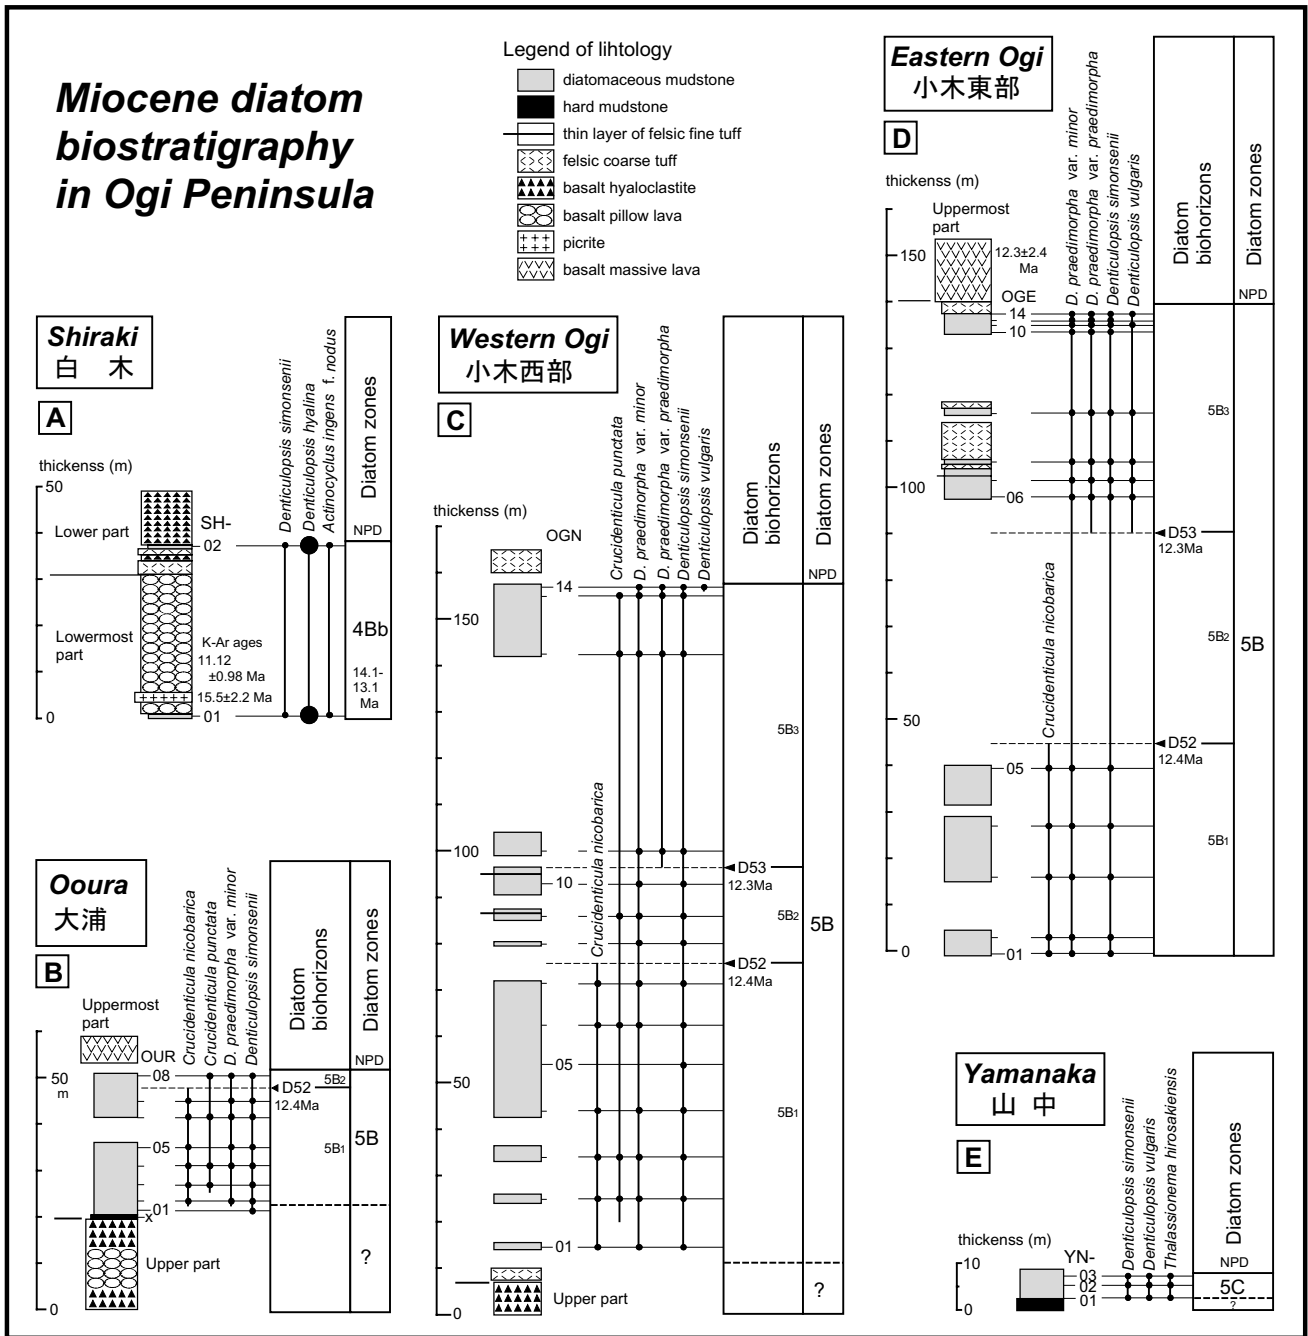 Miocene diatom
biostratigraphy
in Ogi Peninsula
Legend of lihtology
diatomaceous mudstone
hard mudstone
thin layer of felsic fine tuff
felsic coarse tuff
basalt hyaloclastite
basalt pillow lava
picrite
basalt massive lava
Shiraki
白 木
A
thickenss (m)
50
0
Lower part
Lowermost
part
SH-
02
01
K-Ar ages
11.12
±0.98 Ma
15.5±2.2 Ma
Denticulopsis simonsenii
Denticulopsis hyalina
Actinocyclus ingens f. nodus
Diatom zones
NPD
4Bb
14.1-
13.1
Ma
Ooura
大浦
B
Uppermost
part
50
m
0
OUR
08
05
01
x
Upper part
Crucidenticula nicobarica
Crucidenticula punctata
D. praedimorpha var. minor
Denticulopsis simonsenii
Diatom
biohorizons
Diatom zones
NPD
D52
12.4Ma
5B2
5B1
5B
?
Western Ogi
小木西部
C
thickenss (m)
150
100
50
0
OGN
14
10
05
01
Upper part
Crucidenticula nicobarica
Crucidenticula punctata
D. praedimorpha var. minor
D. praedimorpha var. praedimorpha
Denticulopsis simonsenii
Denticulopsis vulgaris
Diatom
biohorizons
Diatom zones
NPD
5B3
D53
12.3Ma
5B2
D52
12.4Ma
5B1
5B
?
Eastern Ogi
小木東部
D
thickenss (m)
Uppermost
part
150
100
50
0
12.3±2.4
Ma
OGE
14
10
06
05
01
Crucidenticula nicobarica
D. praedimorpha var. minor
D. praedimorpha var. praedimorpha
Denticulopsis simonsenii
Denticulopsis vulgaris
Diatom
biohorizons
Diatom zones
NPD
5B3
D53
12.3Ma
5B2
D52
12.4Ma
5B1
5B
Yamanaka
山 中
E
thickenss (m)
10
0
YN-
03
02
01
Denticulopsis simonsenii
Denticulopsis vulgaris
Thalassionema hirosakiensis
Diatom zones
NPD
5C
?